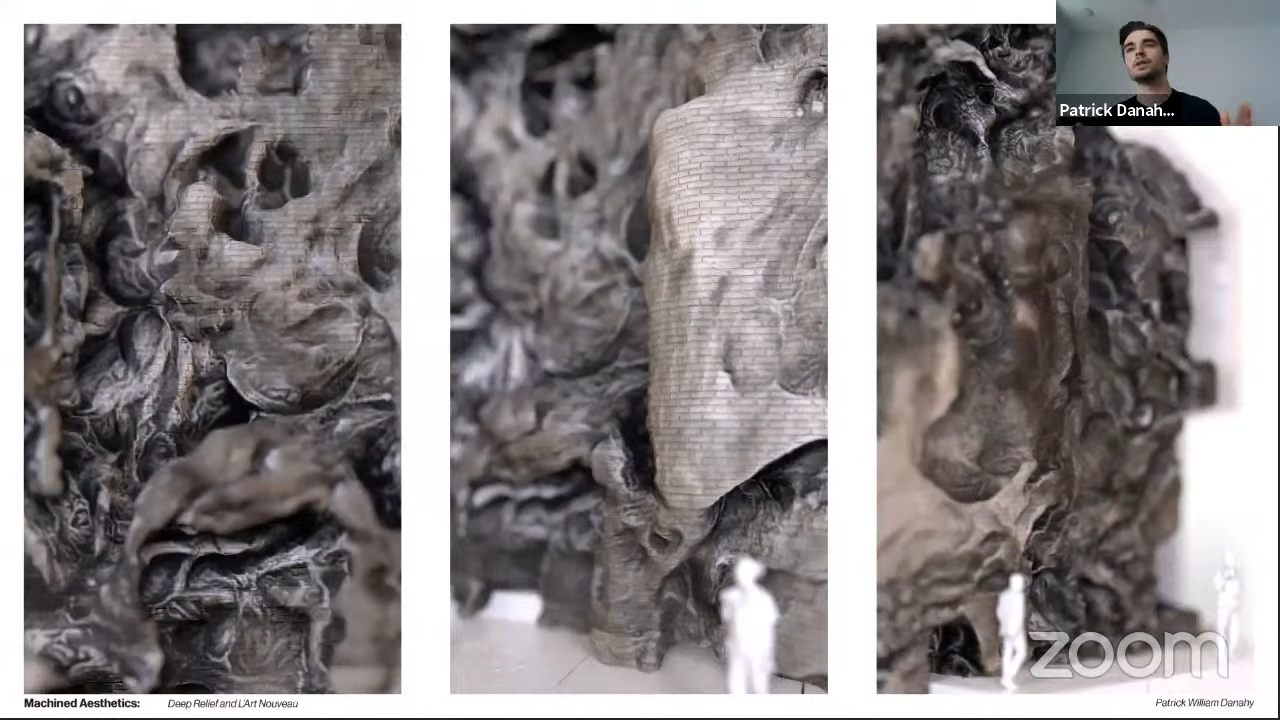 Patrick Danah...
zoom
Machined Aesthetics: Deep Relief and L'Art Nouveau
Patrick William Danahy